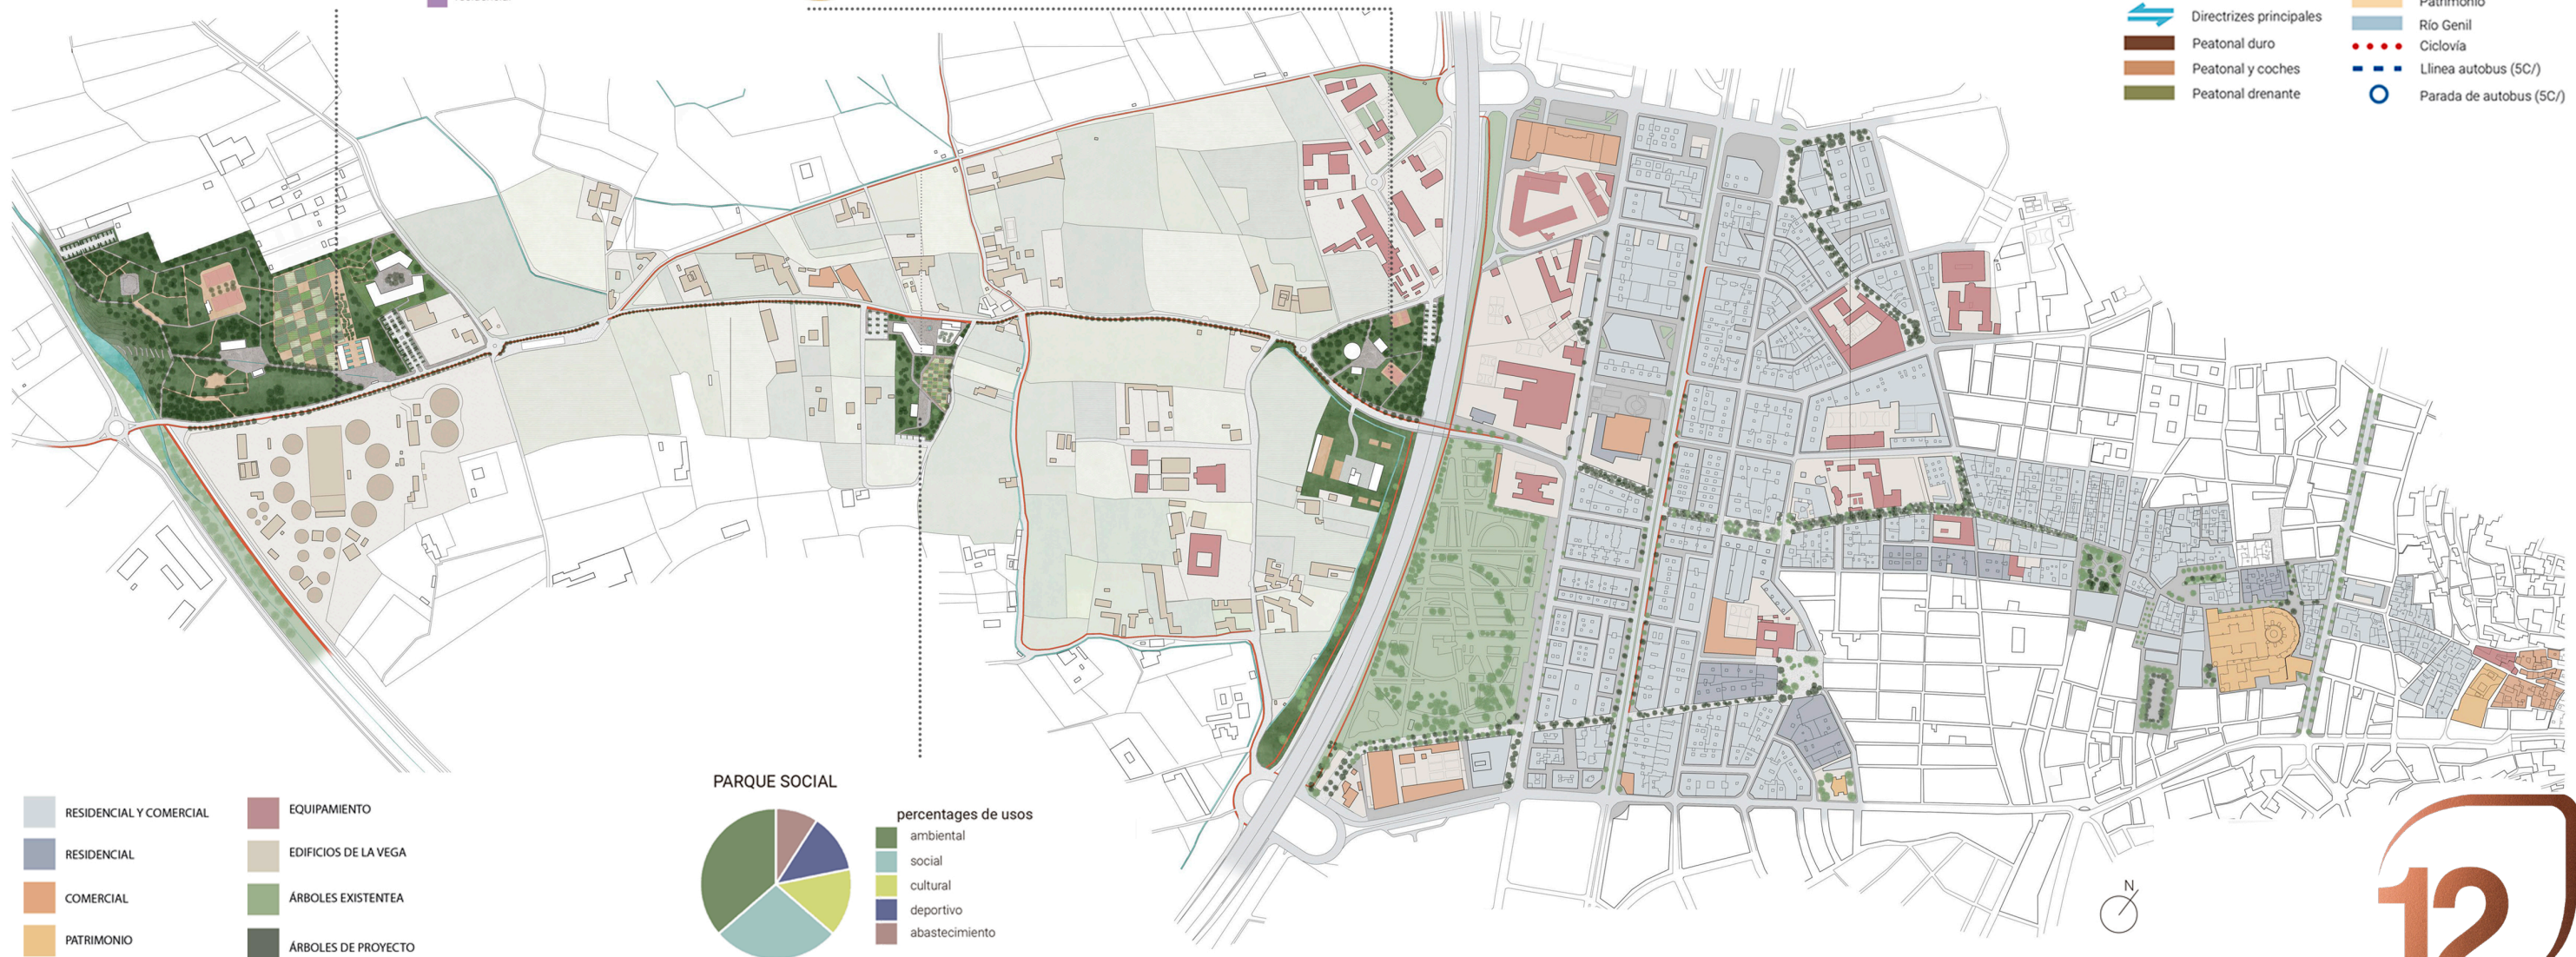 residencia
Patrimonio
Directrizes principales
Río Genil
Peatonal duro
Ciclovía
Peatonal y coches
Llinea autobus (5C/)
Peatonal drenante
Parada de autobus (5C/)
RESIDENCIAL Y COMERCIAL
EQUIPAMIENTO
RESIDENCIAL
EDIFICIOS DE LA VEGA
COMERCIAL
ÁRBOLES EXISTENTEA
PATRIMONIO
ÁRBOLES DE PROYECTO
PARQUE SOCIAL
percentages de usos
ambiental
social
cultural
deportivo
abastecimiento
N
12